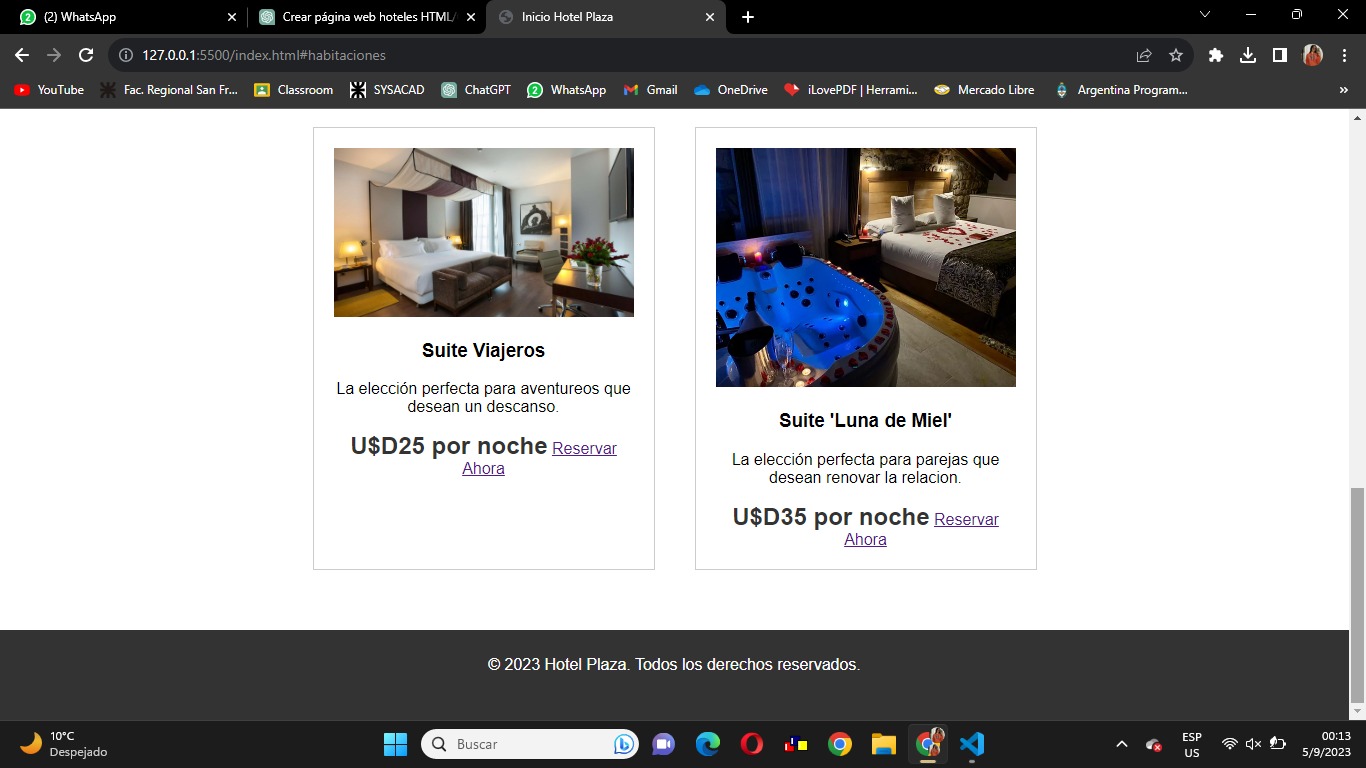 (2) WhatsApp
Crear página web hoteles HTML/
Inicio Hotel Plaza
127.0.0.1:5500/index.html#habitaciones
YouTube
Fac. Regional San Fr...
Classroom
SYSACAD
ChatGPT
2
WhatsApp
Gmail
OneDrive
iLovePDF | Herrami...
Mercado Libre
Argentina Program...
»
Suite Viajeros
La elección perfecta para aventureos que
desean un descanso.
U$D25 por noche Reservar
Ahora
Suite 'Luna de Miel'
La elección perfecta para parejas que
desean renovar la relacion.
U$D35 por noche Reservar
Ahora
© 2023 Hotel Plaza. Todos los derechos reservados.
10°C
Despejado
Buscar
ESP
US
00:13
5/9/2023